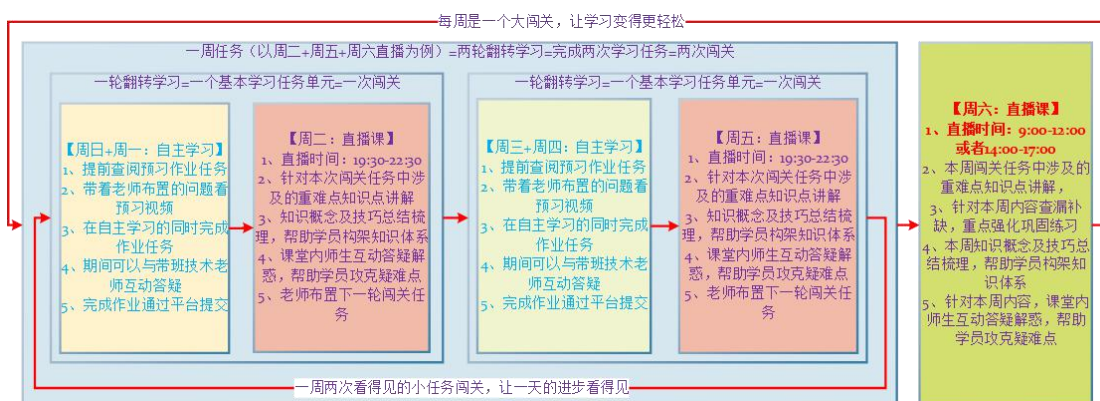 每周是一个大闯关，让学习变得更轻松
一周任务（以周二+周五+周六直播为例）=两轮翻转学习=完成两次学习任务=两次闯关
一轮翻转学习=一个基本学习任务单元=一次闯关
【周日+周一：自主学习】
1、提前查阅预习作业任务
2、带着老师布置的问题看
预习视频
3、在自主学习的同时完成
作业任务
4、期间可以与带班技术老
师互动答疑
5、完成作业通过平台提交
【周二：直播课】
1、直播时间：19:30-22:30
2、针对本次闯关任务中涉
及的重难点知识点讲解
3、知识概念及技巧总结梳
理，帮助学员构架知识体系
4、课堂内师生互动答疑解
惑，帮助学员攻克疑难点
5、老师布置下一轮闯关任
务
一轮翻转学习=一个基本学习任务单元=一次闯关
【周三+周四：自主学习】
1、提前查阅预习作业任务
2、带着老师布置的问题看
预习视频
3、在自主学习的同时完成
作业任务
4、期间可以与带班技术老
师互动答疑
5、完成作业通过平台提交
【周五：直播课】
1、直播时间：19:30-22:30
2、针对本次闯关任务中涉
及的重难点知识点讲解
3、知识概念及技巧总结梳
理，帮助学员构架知识体系
4、课堂内师生互动答疑解
惑，帮助学员攻克疑难点
5、老师布置下一轮闯关任
务
【周六：直播课】
1、直播时间：9:00-12:00
或者14:00-17:00
2、本周闯关任务中涉及的
重难点知识点讲解，
3、针对本周内容查漏补
缺，重点强化巩固练习
4、本周知识概念及技巧总
结梳理，帮助学员构架知
识体系
5、针对本周内容，课堂内
师生互动答疑解惑，帮助
学员攻克疑难点
一周两次看得见的小任务闯关，让一天的进步看得见